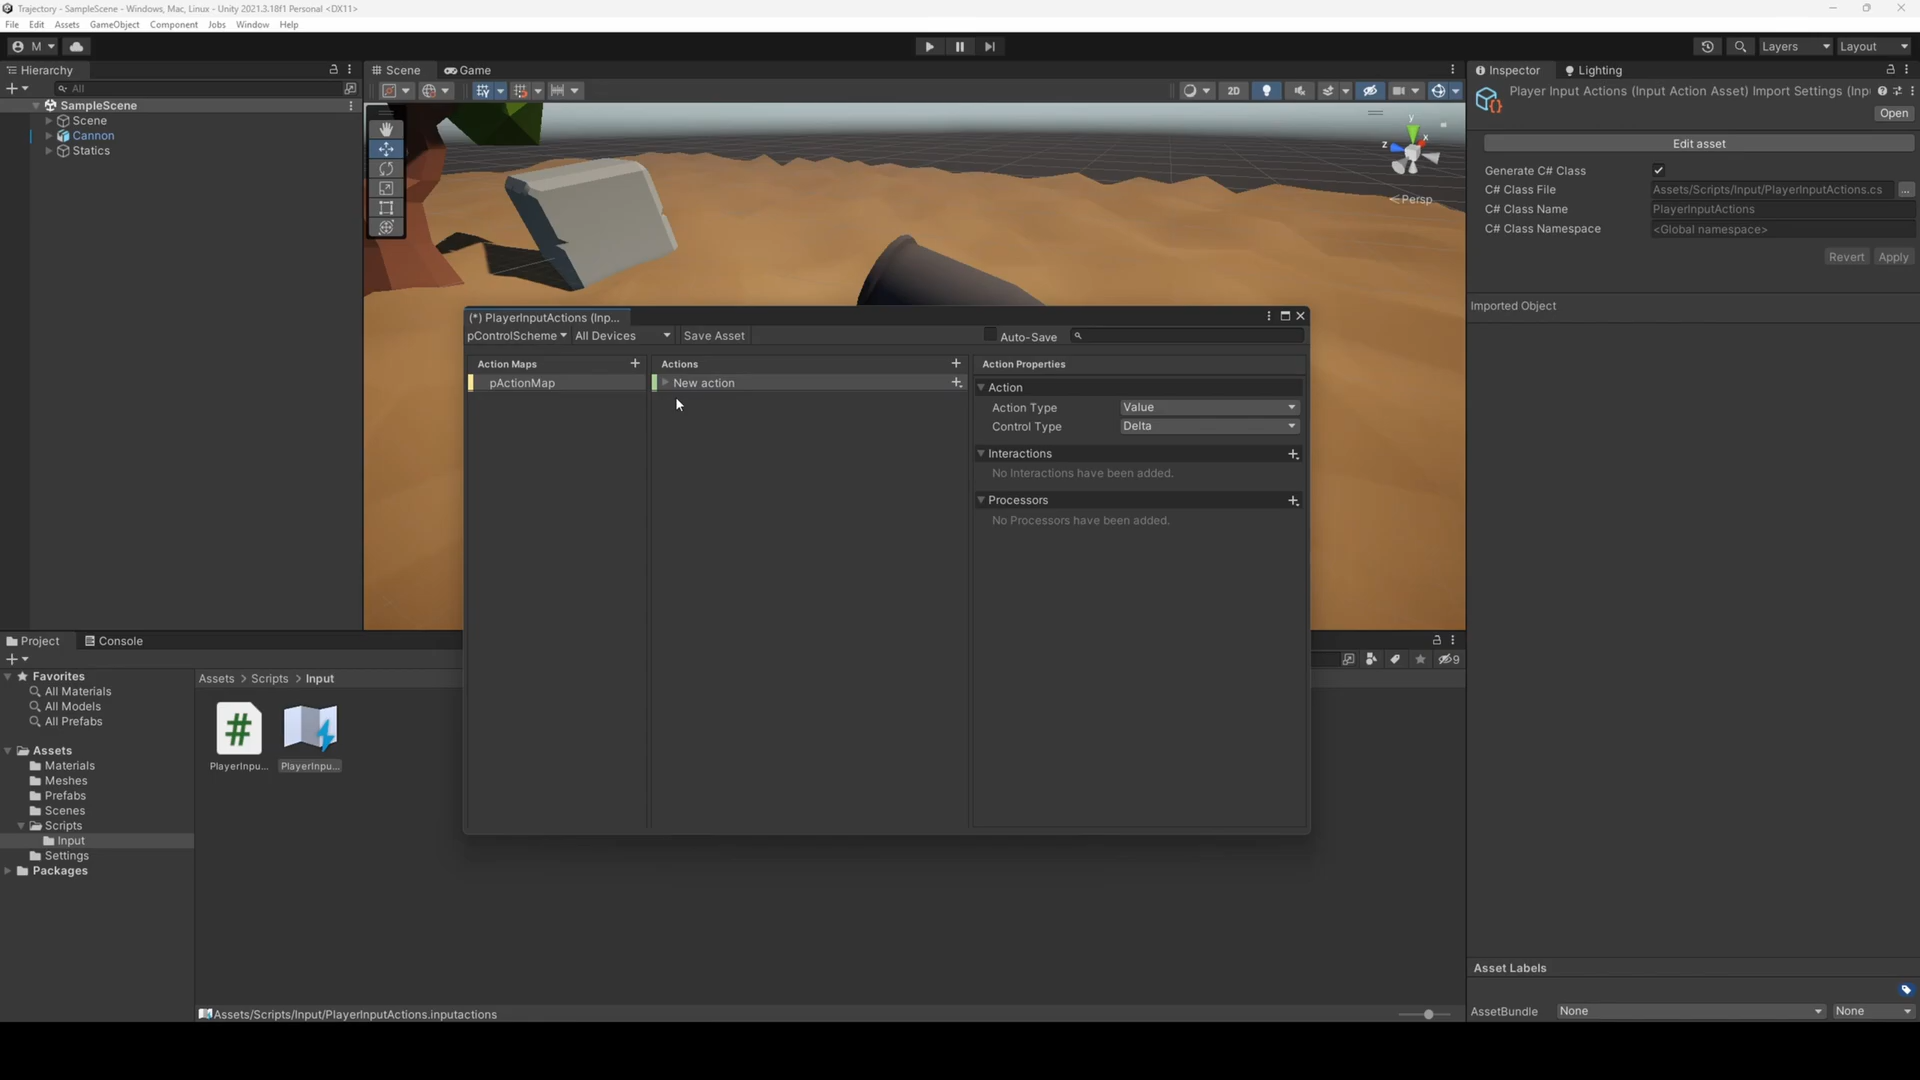 Trajectory - SampleScene - Windows, Mac, Linux - Unity 2021.3.18f1 Personal <DX11>
File Edit Assets GameObject Component Jobs Window Help
M Layers Layout
Hierarchy Scene Game Inspector Lighting
All 2D
Player Input Actions (Input Action Asset) Import Settings (Inp
Open
SampleScene
Scene
Cannon
Statics
y
x
z
Persp
Edit asset
Generate C# Class
C# Class File Assets/Scripts/Input/PlayerInputActions.cs ...
C# Class Name PlayerInputActions
C# Class Namespace <Global namespace>
Revert Apply
Imported Object
(*) PlayerInputActions (Inp...
pControlScheme All Devices Save Asset Auto-Save
Action Maps Actions Action Properties
pActionMap New action
Action
Action Type Value
Control Type Delta
Interactions
No Interactions have been added.
Processors
No Processors have been added.
Project Console
9
Favorites
All Materials
All Models
All Prefabs
Assets
Materials
Meshes
Prefabs
Scenes
Scripts
Input
Settings
Packages
Assets > Scripts > Input
#
PlayerInpu... PlayerInpu...
Assets/Scripts/Input/PlayerInputActions.inputactions
Asset Labels
AssetBundle None None